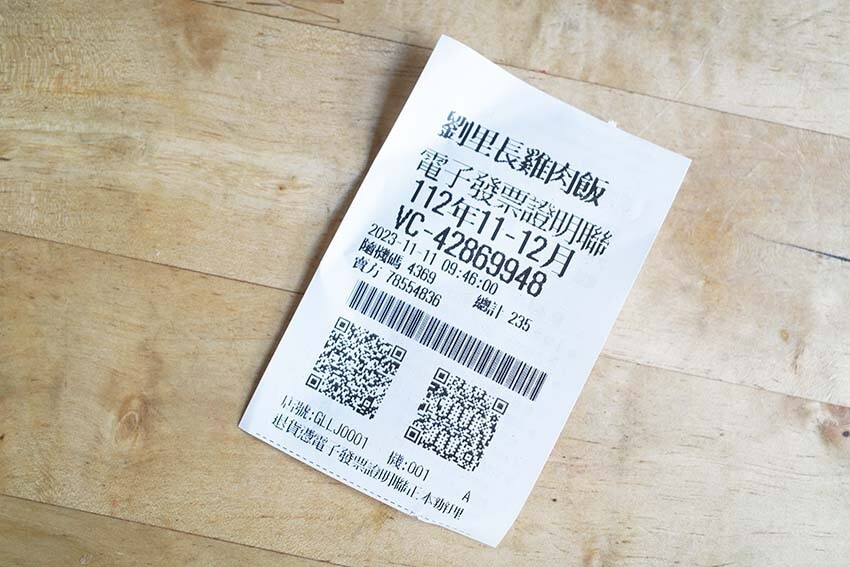 劉里長雞肉飯
電子發票證明聯
112年11-12月
VC-42869948
2023-11-11 09:46:00
隨機碼 4369 總計 235
賣方 78554836
店號:GLLJ0001 機:001 A
退貨憑電子發票證明聯正本辦理